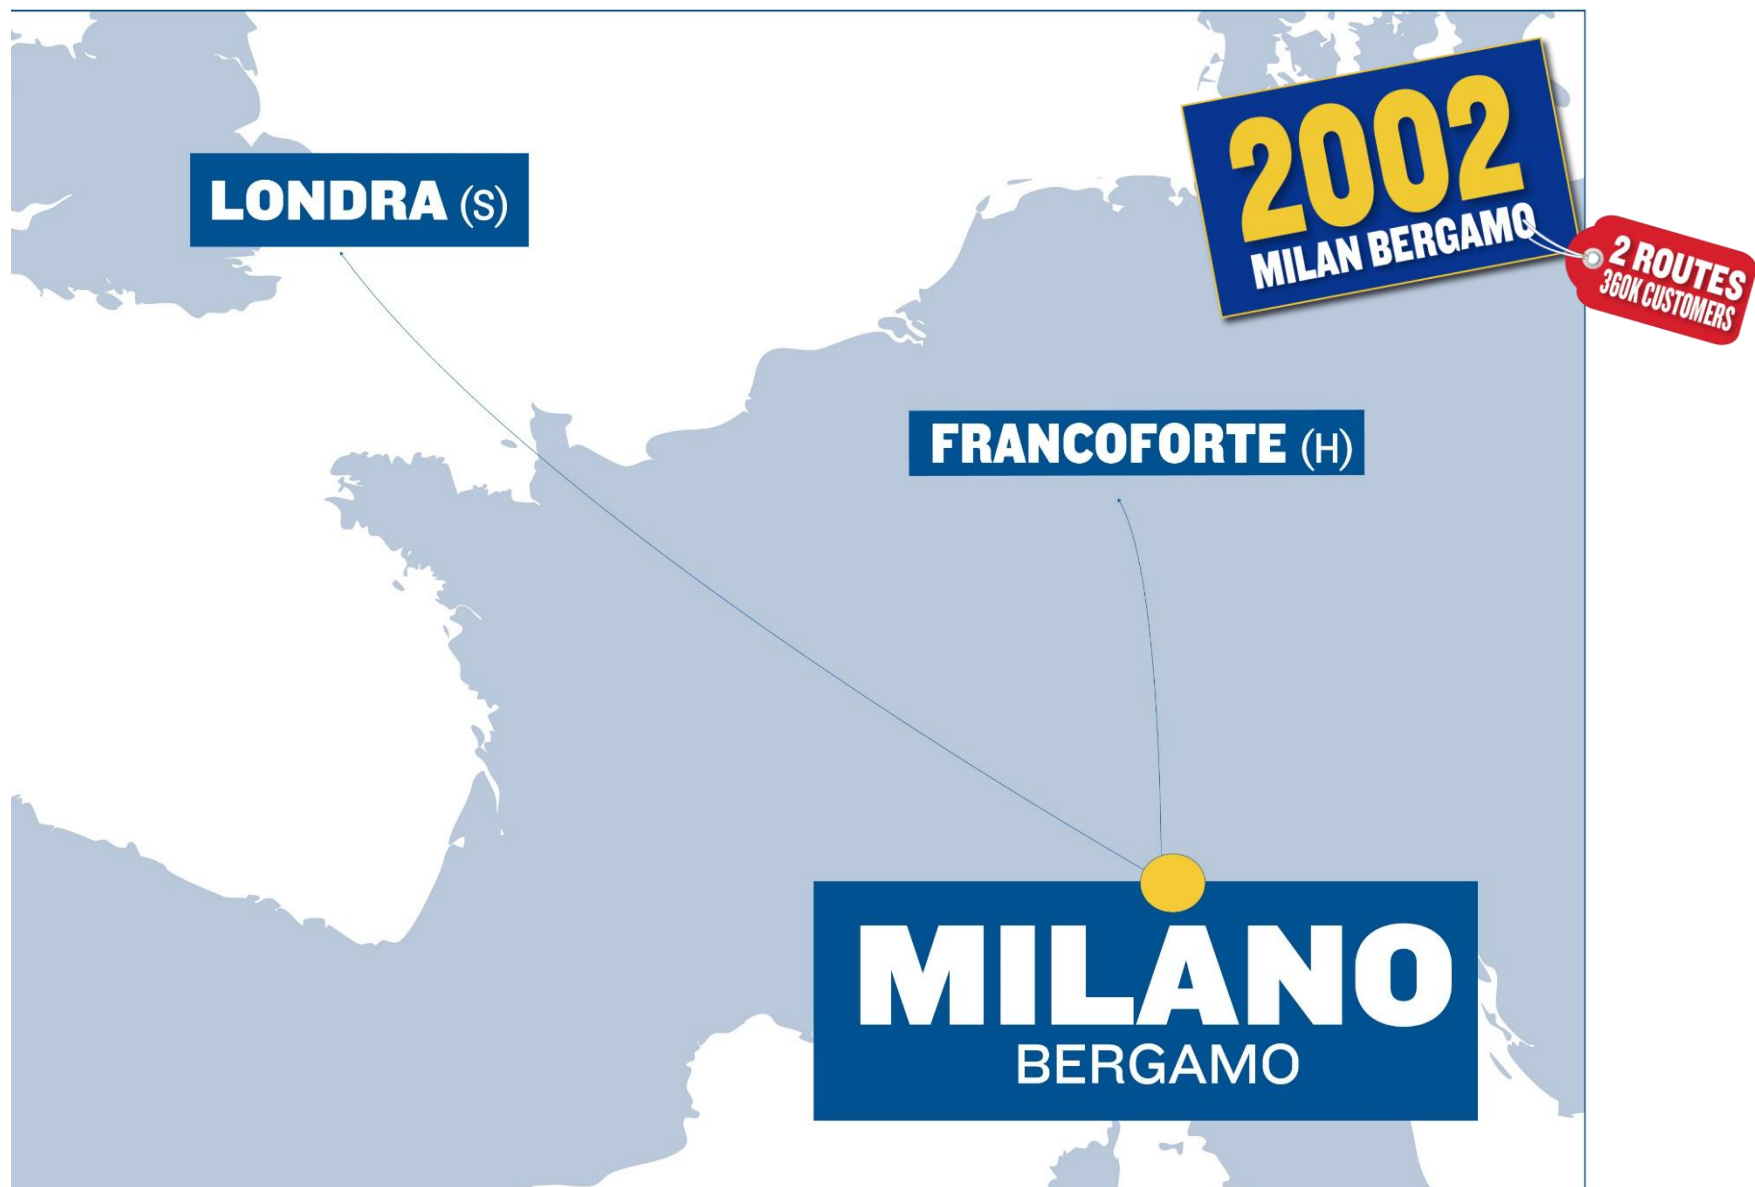 2002
MILAN BERGAMO
2 ROUTES
360K CUSTOMERS
LONDRA (S)
FRANCOFORTE (H)
MILANO
BERGAMO